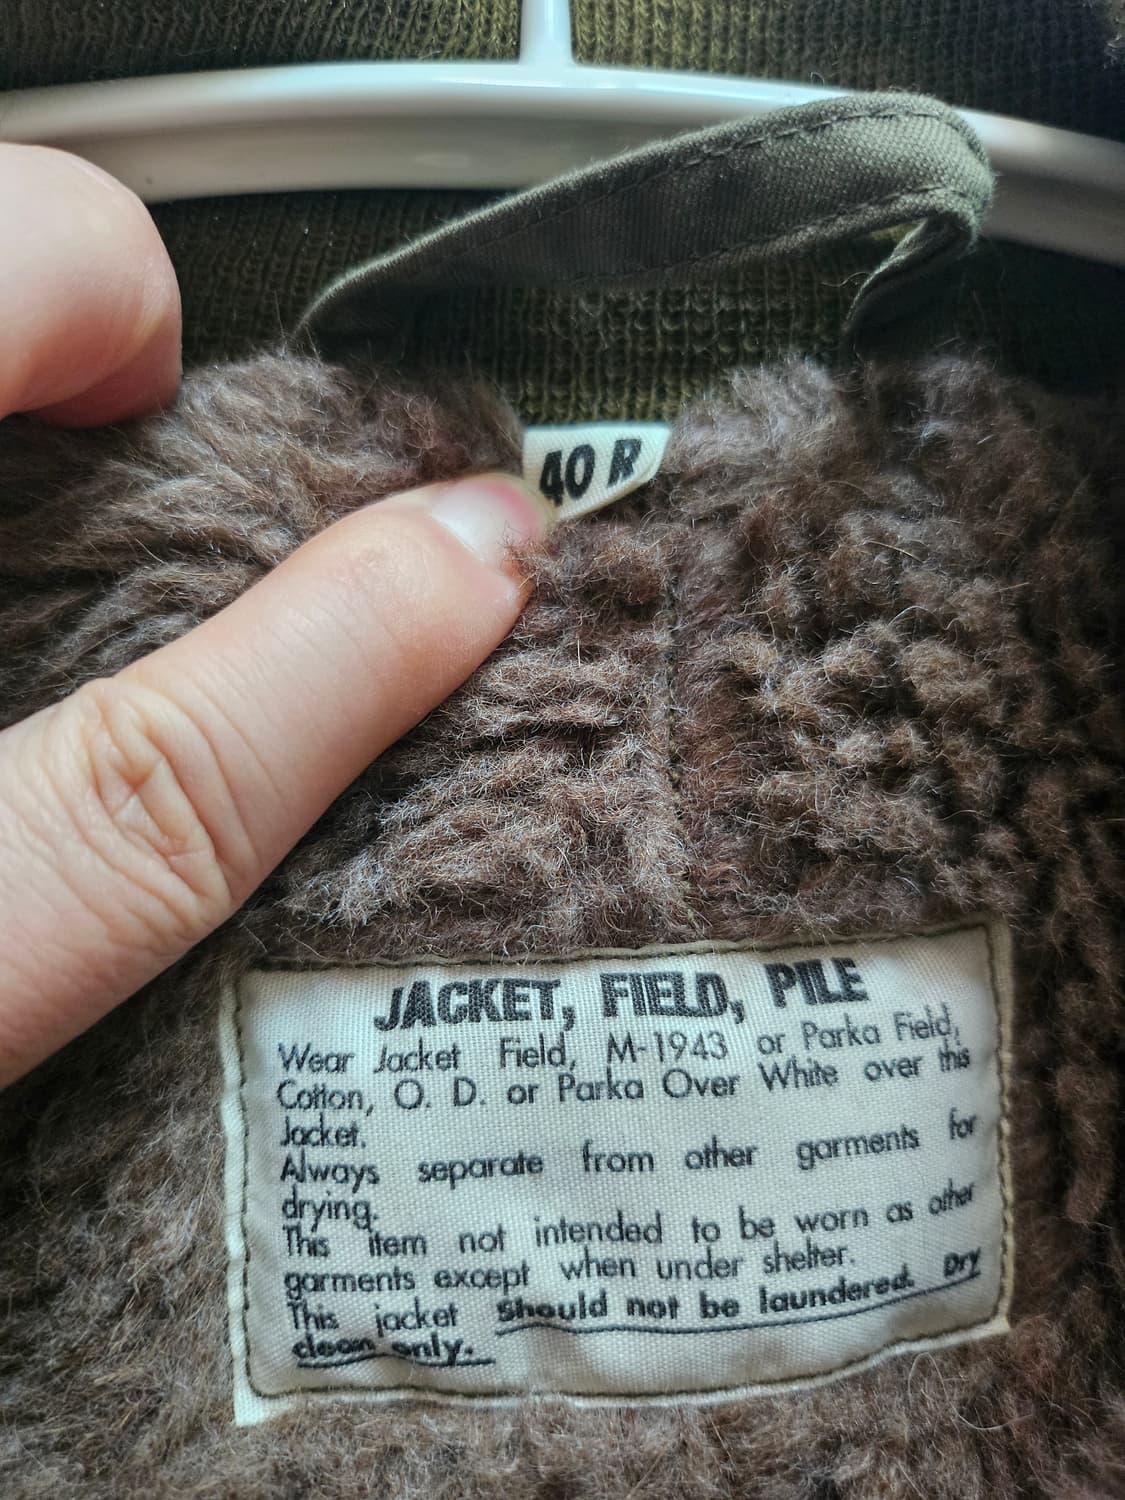 40 R
JACKET, FIELD, PILE
Wear Jacket Field, M-1943 or Parka Field,
Cotton, O. D. or Parka Over White over this
Jacket.
Always separate from other garments for
drying.
This item not intended to be worn as other
garments except when under shelter.
This jacket Should not be laundered. Dry
clean only.